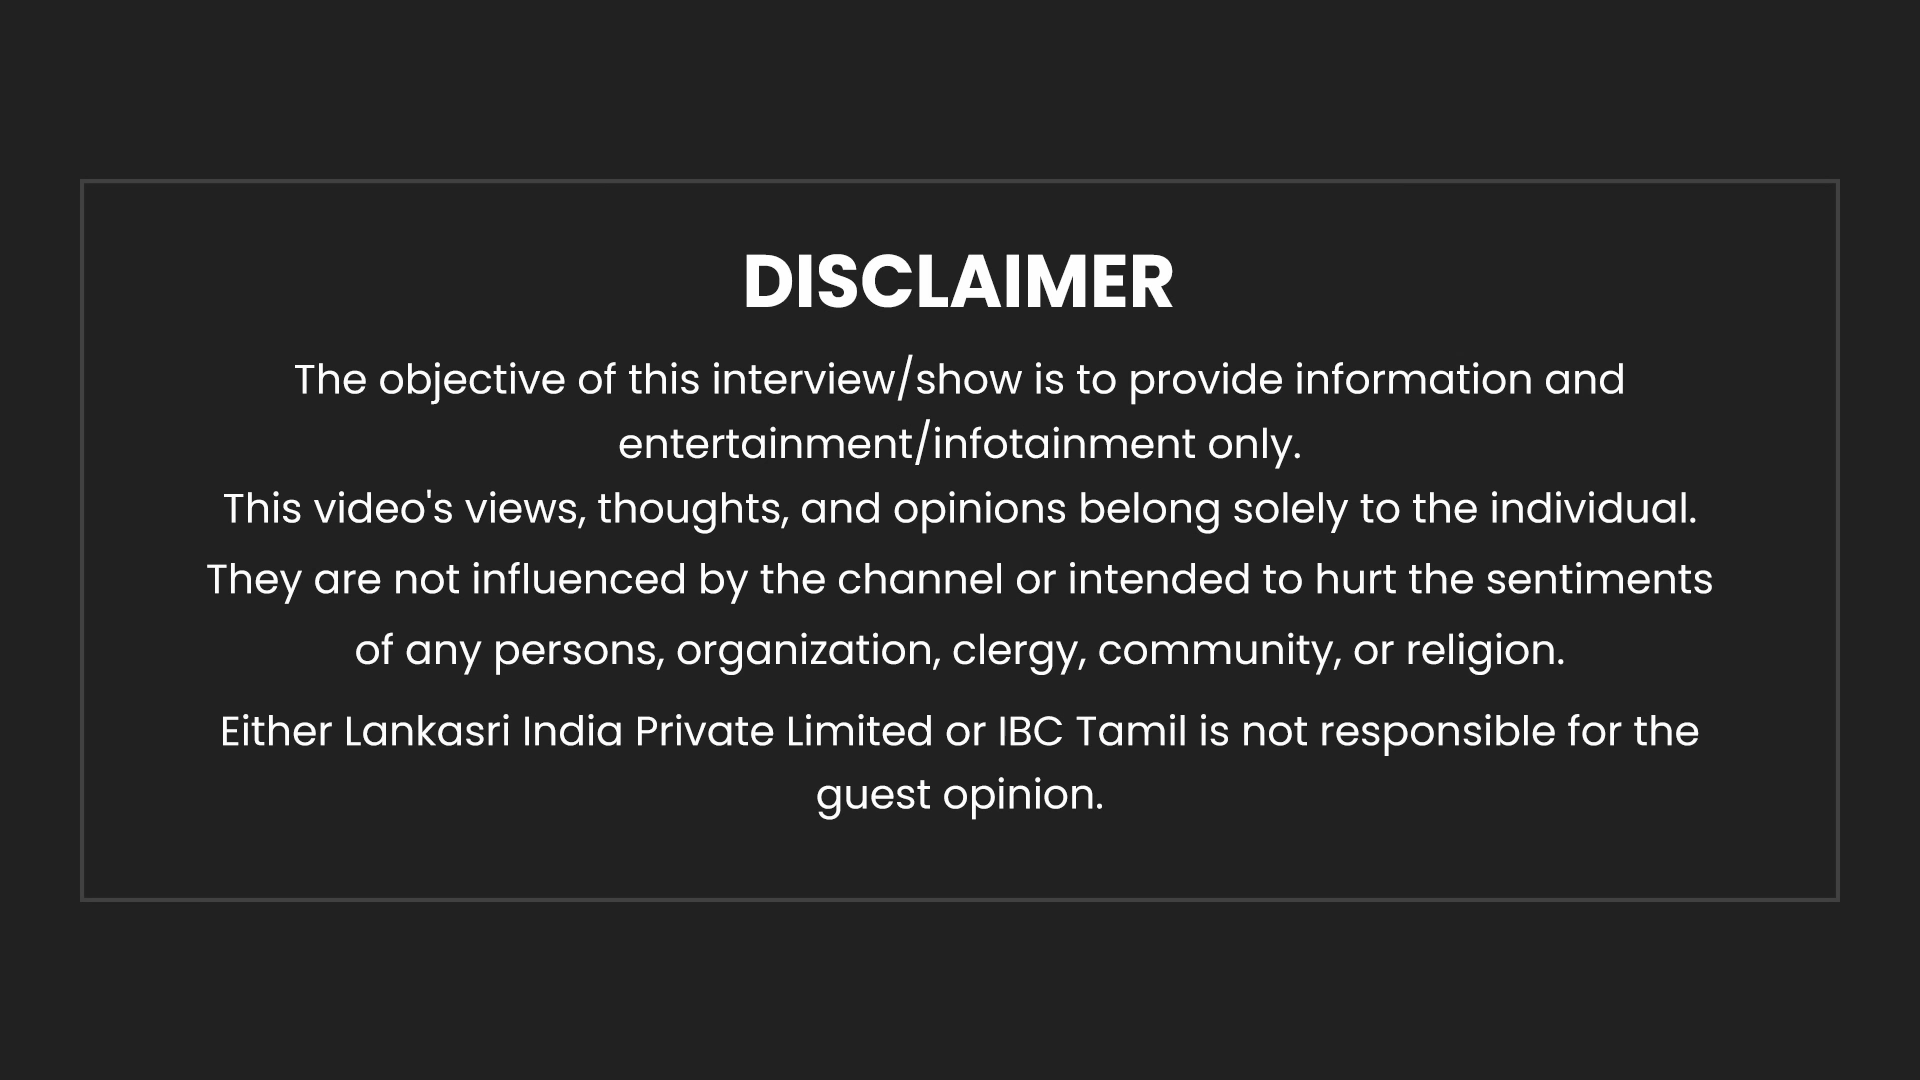 DISCLAIMER
The objective of this interview/show is to provide information and
entertainment/infotainment only.
This video's views, thoughts, and opinions belong solely to the individual.
They are not influenced by the channel or intended to hurt the sentiments
of any persons, organization, clergy, community, or religion.
Either Lankasri India Private Limited or IBC Tamil is not responsible for the
guest opinion.